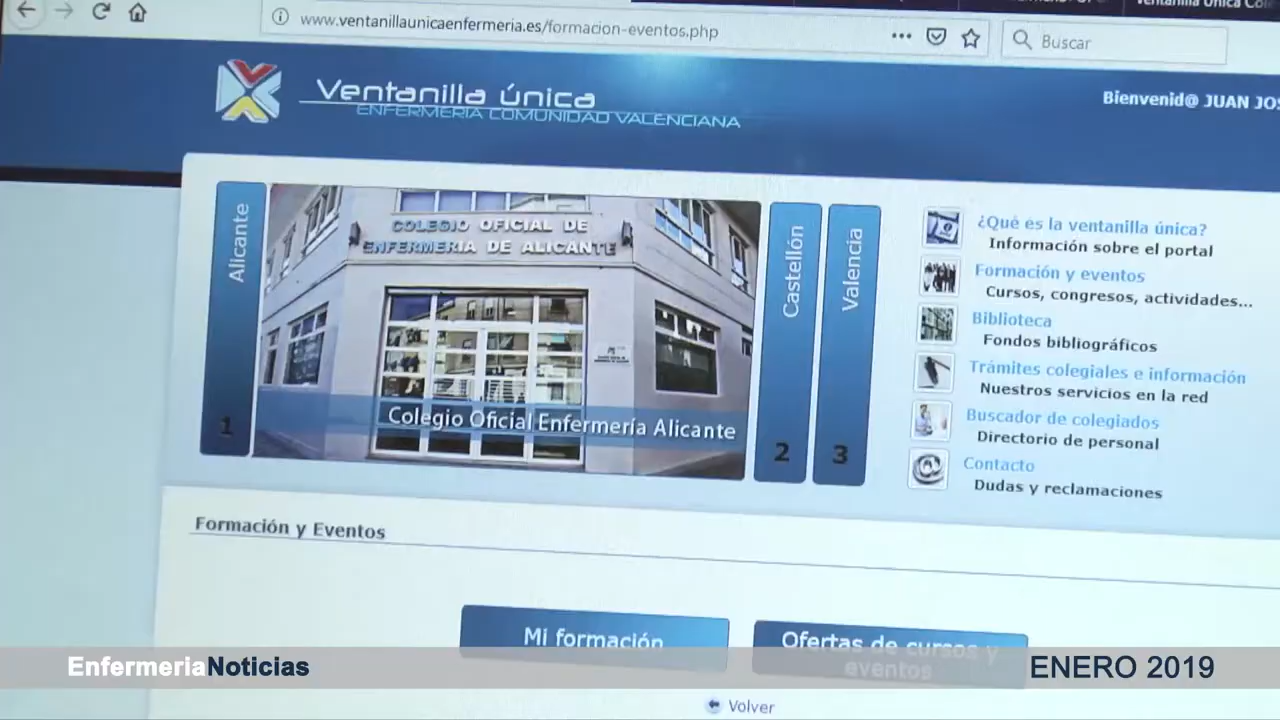 Ventanilla Única Col
www.ventanillaunicaenfermeria.es/formacion-eventos.php
Buscar
Ventanilla única
ENFERMERIA COMUNIDAD VALENCIANA
Bienvenid@ JUAN JOS
Alicante
1
COLEGIO OFICIAL DE
ENFERMERIA DE ALICANTE
Colegio Oficial Enfermería Alicante
Castellón
2
Valencia
3
¿Qué es la ventanilla única?
Información sobre el portal
Formación y eventos
Cursos, congresos, actividades...
Biblioteca
Fondos bibliográficos
Trámites colegiales e información
Nuestros servicios en la red
Buscador de colegiados
Directorio de personal
Contacto
Dudas y reclamaciones
Formación y Eventos
Mi formación
Ofertas de cursos y
eventos
Volver
EnfermeriaNoticias
ENERO 2019